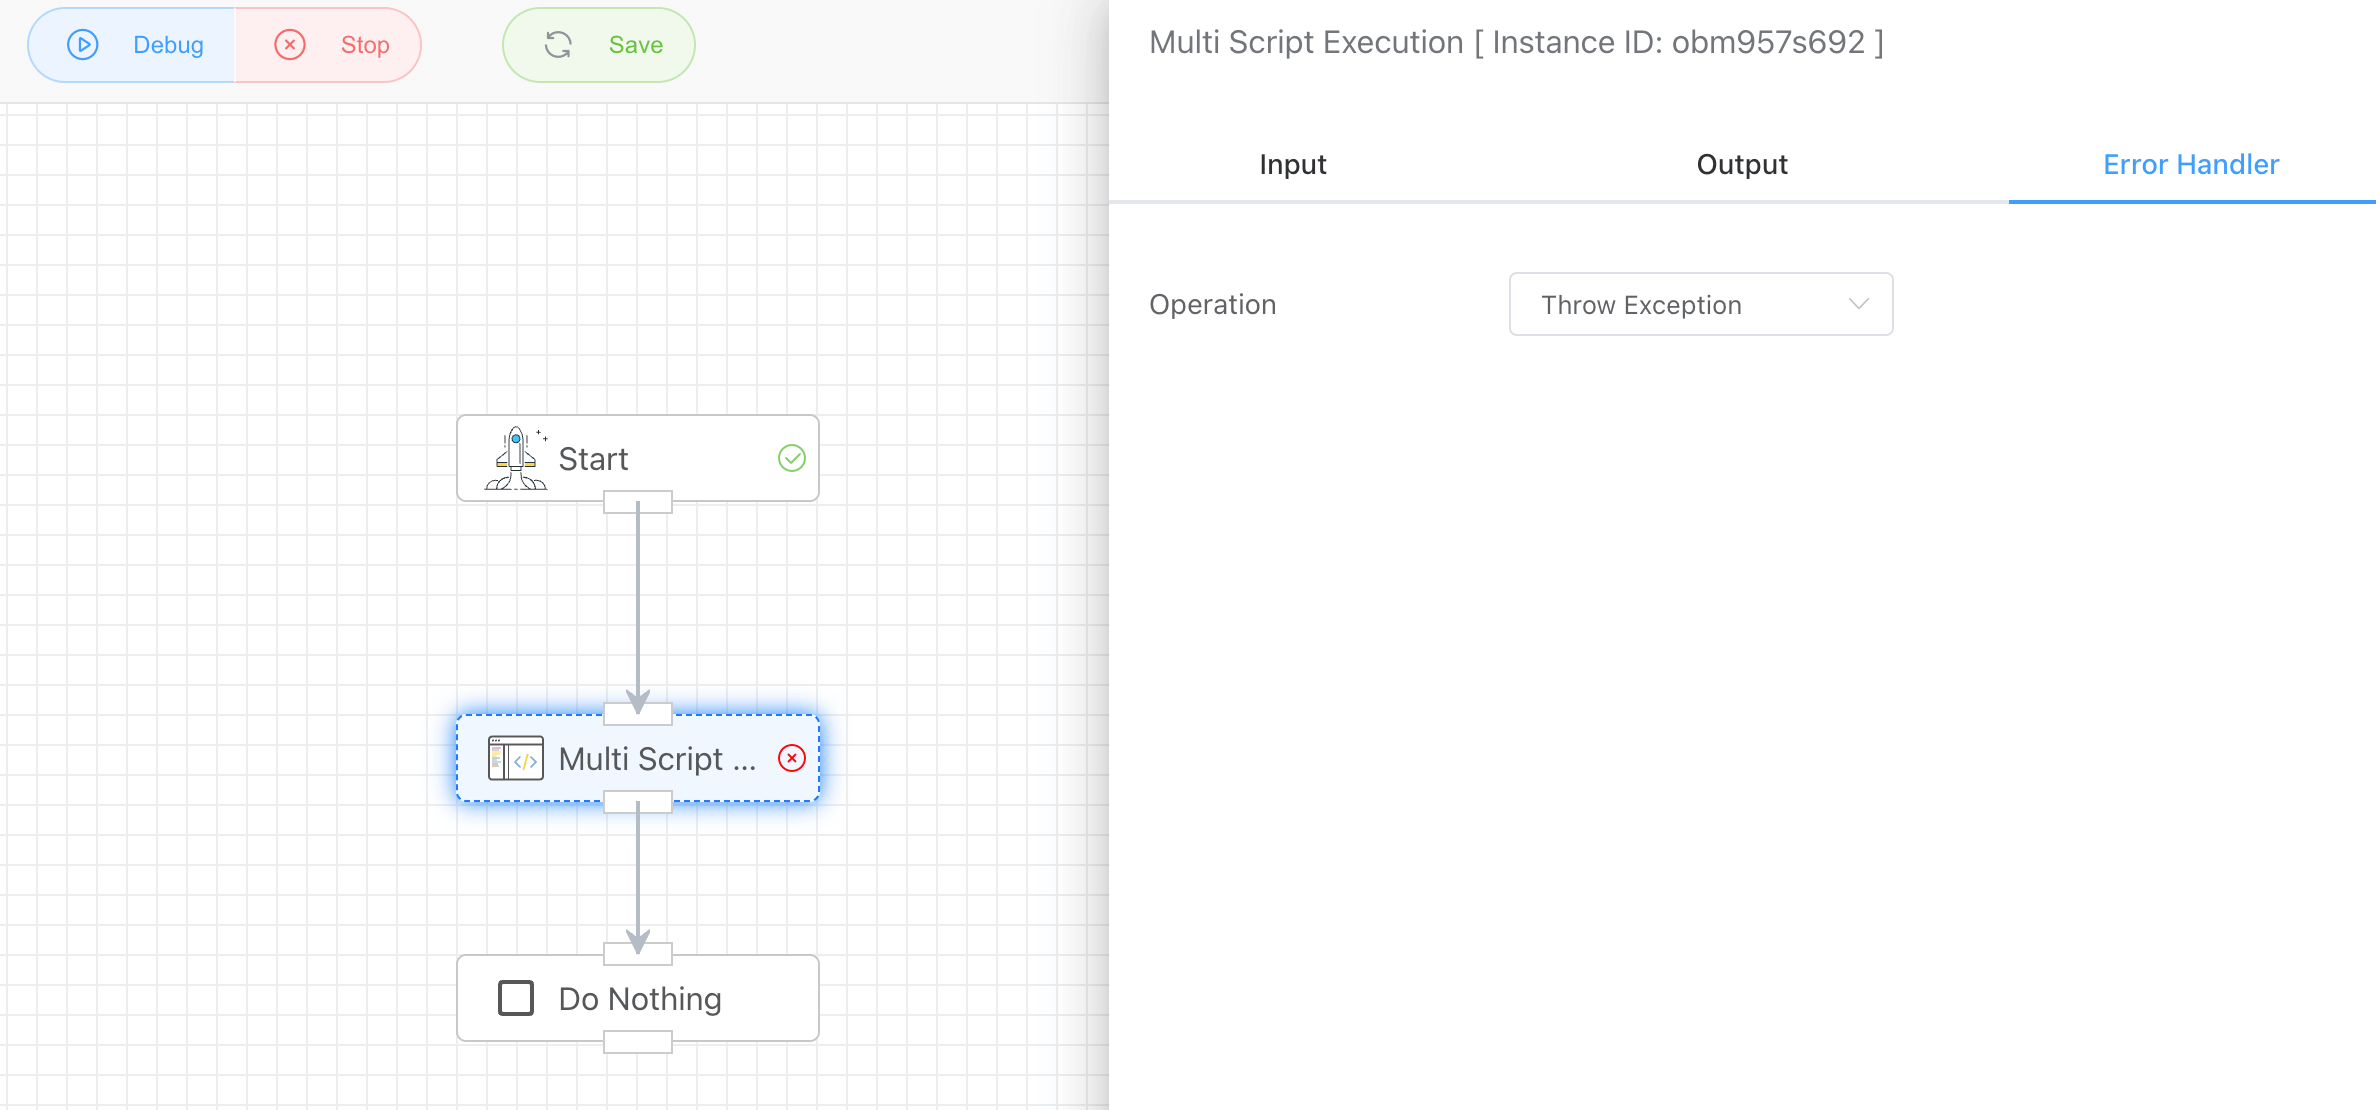 Debug
Stop
Save
Multi Script Execution [ Instance ID: obm957s692 ]
Input
Output
Error Handler
Operation
Throw Exception
Start
Multi Script ...
Do Nothing